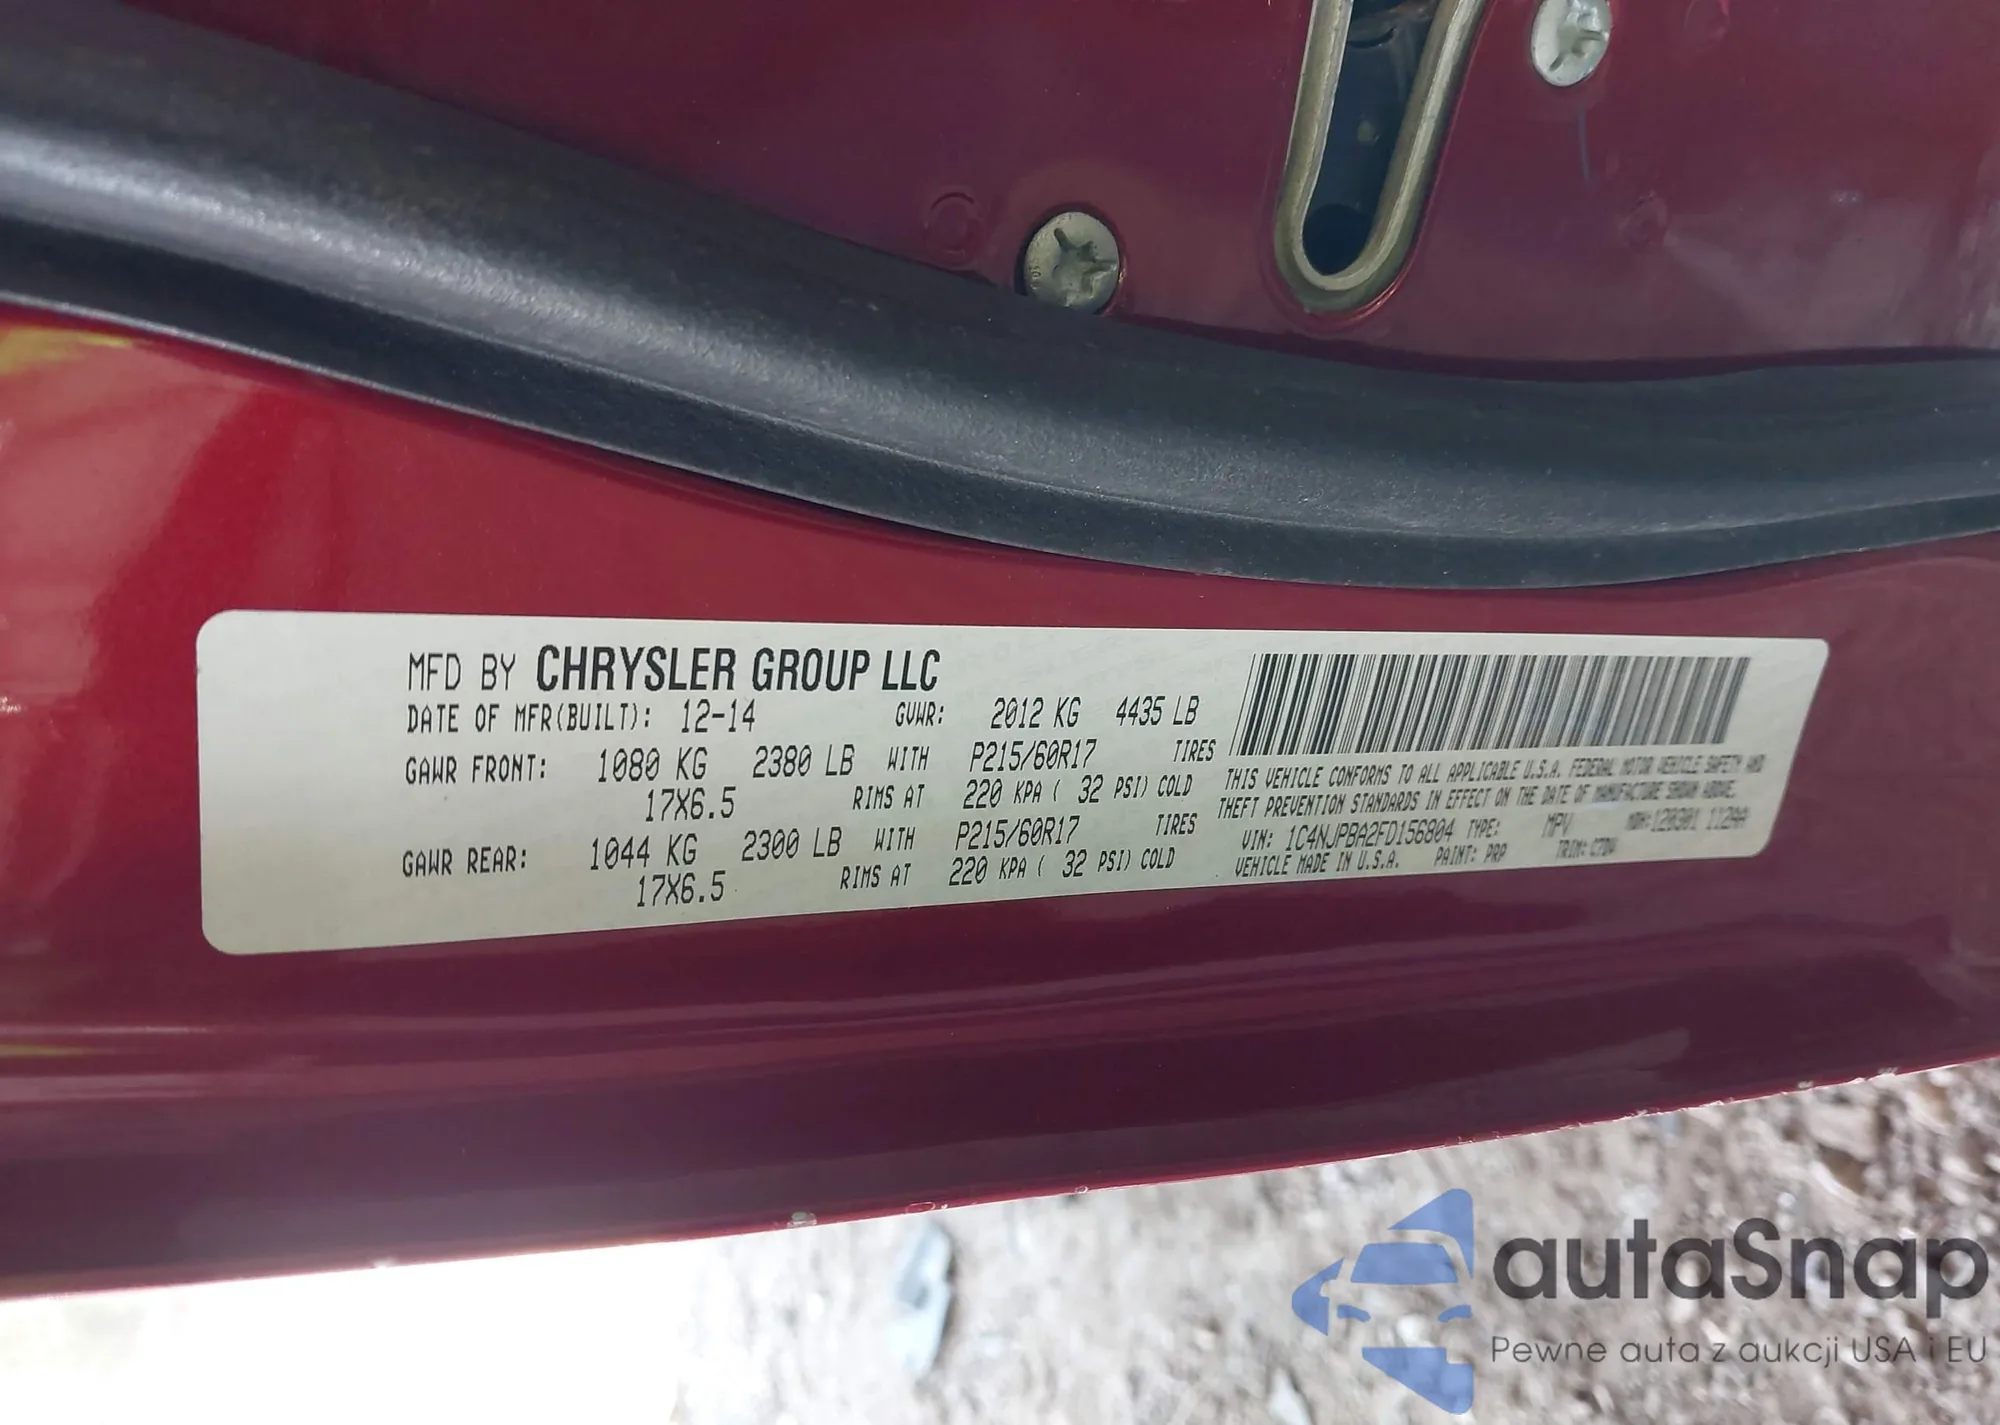 MFD BY CHRYSLER GROUP LLC
DATE OF MFR(BUILT): 12-14 GVWR: 2012 KG 4435 LB
GAWR FRONT: 1080 KG 2380 LB WITH P215/60R17 TIRES
17X6.5 RIMS AT 220 KPA ( 32 PSI) COLD
GAWR REAR: 1044 KG 2300 LB WITH P215/60R17 TIRES
17X6.5 RIMS AT 220 KPA ( 32 PSI) COLD
THIS VEHICLE CONFORMS TO ALL APPLICABLE U.S.A. FEDERAL MOTOR VEHICLE SAFETY AND
THEFT PREVENTION STANDARDS IN EFFECT ON THE DATE OF MANUFACTURE SHOWN ABOVE.
VIN: 1C4NJPBA2FD156804 TYPE: MPV MDH:
VEHICLE MADE IN U.S.A. PAINT: PRP TRIM:
autaSnap
Pewne auta z aukcji USA i EU